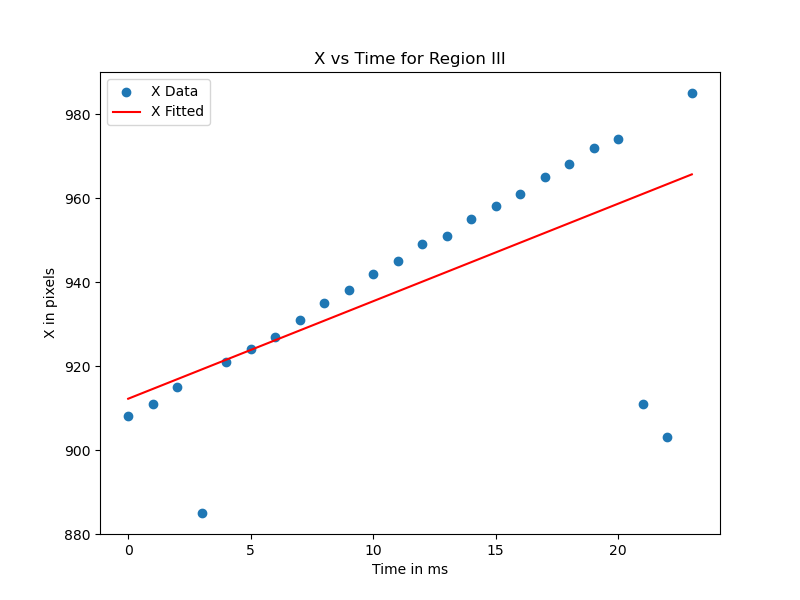 X vs Time for Region III
X Data
X Fitted
980
960
940
920
900
880
X in pixels
0 5 10 15 20
Time in ms